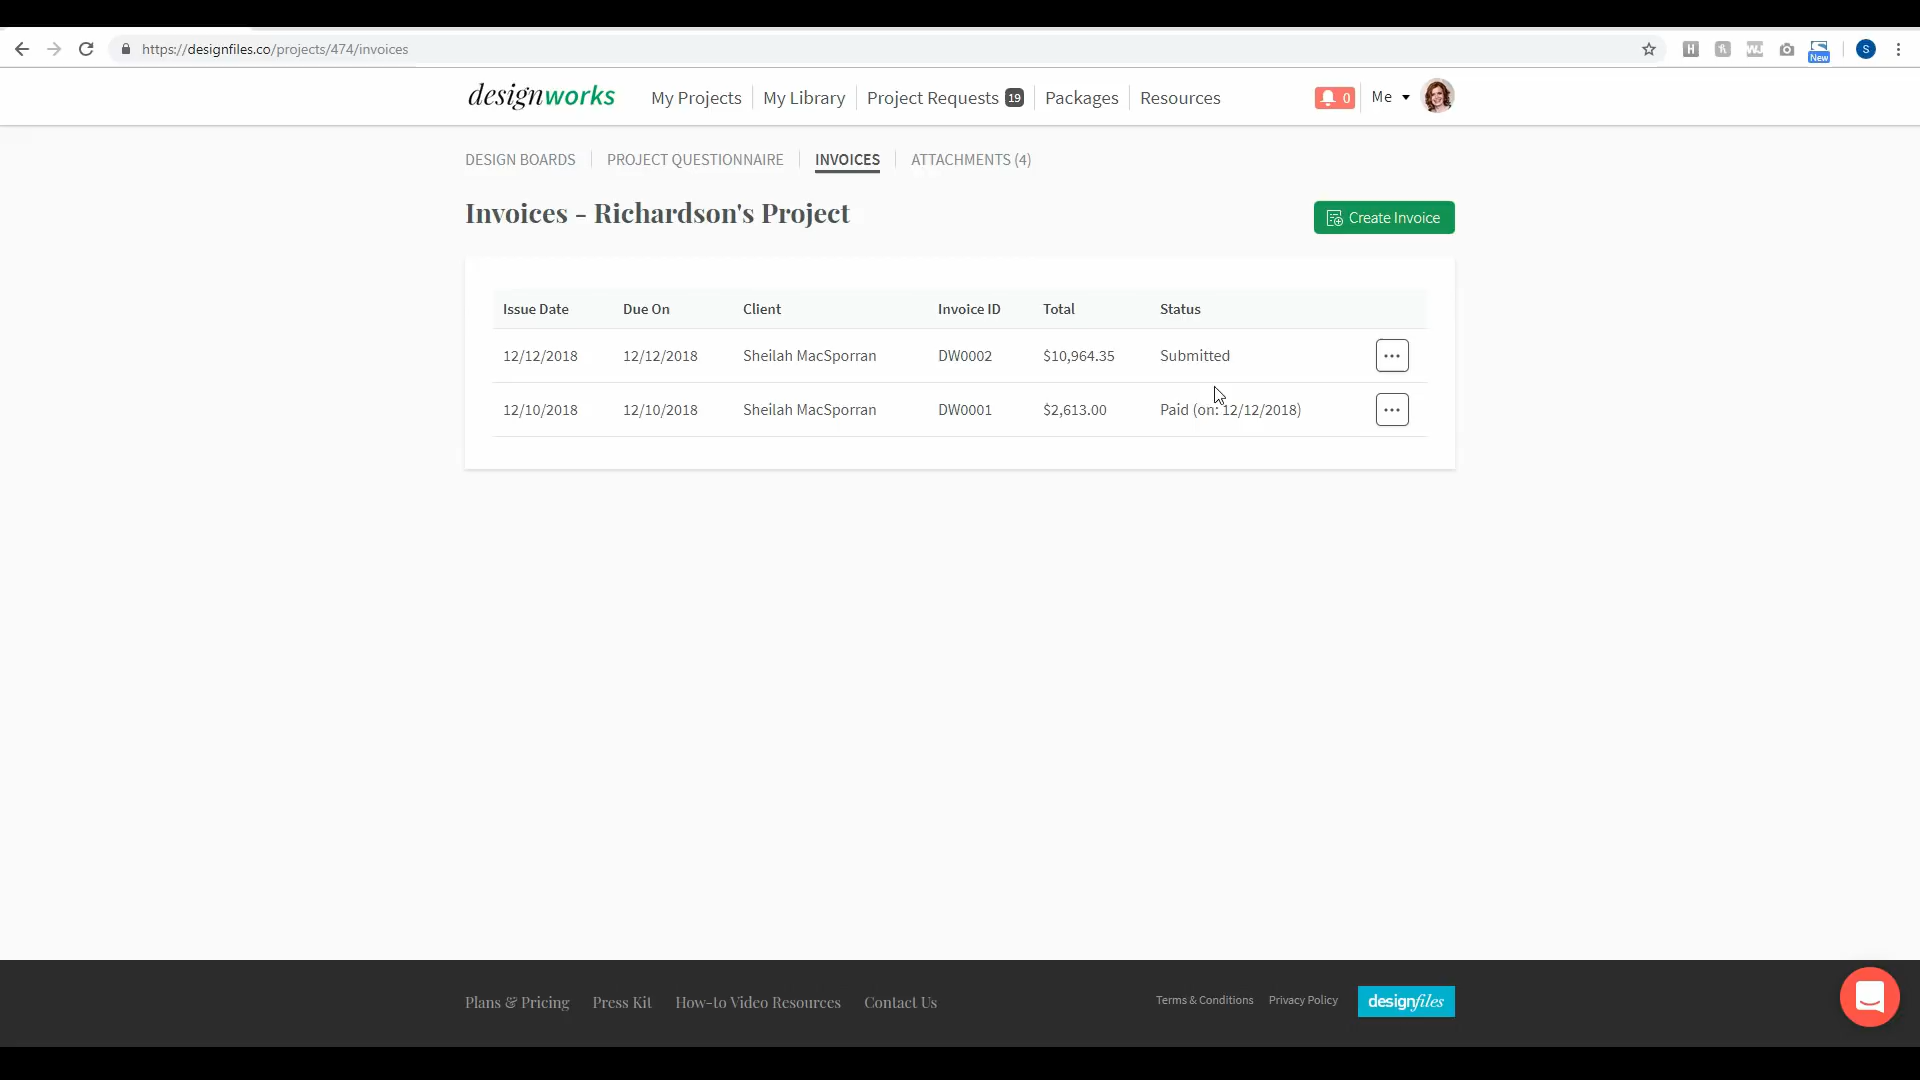 https://designfiles.co/projects/474/invoices
New
S
designworks
My Projects
My Library
Project Requests 19
Packages
Resources
0
Me
DESIGN BOARDS
PROJECT QUESTIONNAIRE
INVOICES
ATTACHMENTS (4)
Invoices - Richardson's Project
Create Invoice
Issue Date Due On Client Invoice ID Total Status
12/12/2018 12/12/2018 Sheilah MacSporran DW0002 $10,964.35 Submitted
12/10/2018 12/10/2018 Sheilah MacSporran DW0001 $2,613.00 Paid (on: 12/12/2018)
Plans & Pricing
Press Kit
How-to Video Resources
Contact Us
Terms & Conditions
Privacy Policy
designfiles